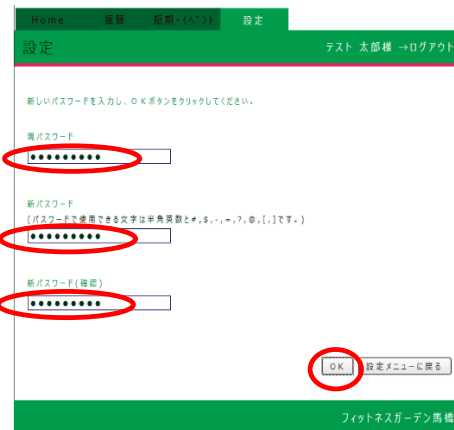 Home 振替 短期・イベント 設定
設定 テスト 太郎様 →ログアウト
新しいパスワードを入力し、OKボタンをクリックしてください。
現パスワード
●●●●●●●●●
新パスワード
(パスワードで使用できる文字は半角英数と#,$,-,=,?,@,[,]です。)
●●●●●●●●●
新パスワード(確認)
●●●●●●●●●
OK 設定メニューに戻る
フィットネスガーデン馬橋